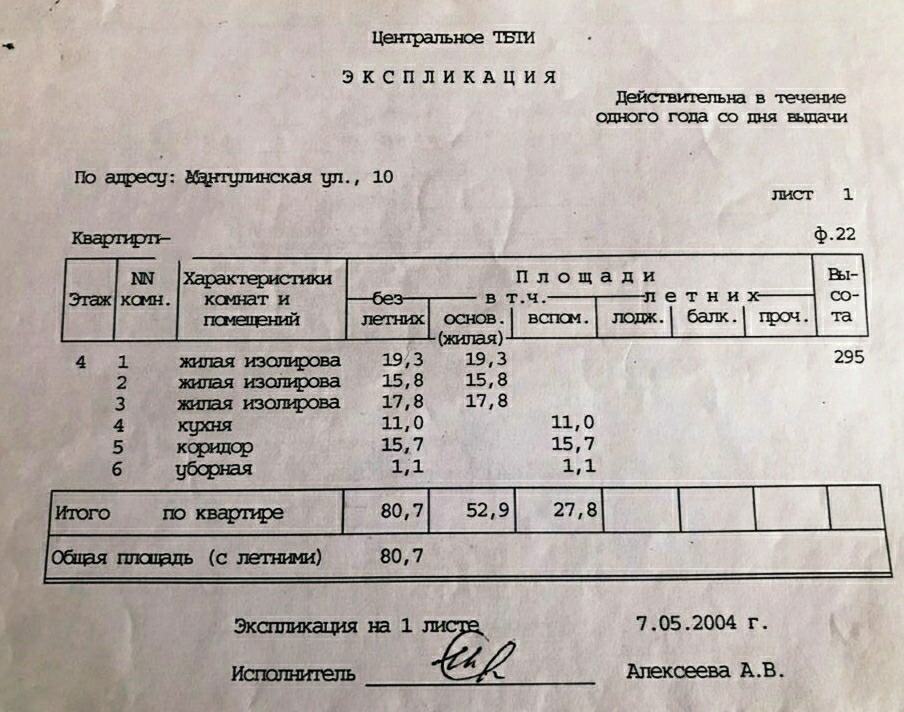 Центральное ТБТИ
ЭКСПЛИКАЦИЯ
Действительна в течение
одного года со дня выдачи
По адресу: Мантулинская ул., 10
лист 1
Квартиры
ф.22
Этаж NN комн. Характеристики комнат и помещений Площади Высота
без летних в т.ч. летних
основ. (жилая) вспом. лодж. балк. проч.
4 1 жилая изолирова 19,3 19,3 295
2 жилая изолирова 15,8 15,8
3 жилая изолирова 17,8 17,8
4 кухня 11,0 11,0
5 коридор 15,7 15,7
6 уборная 1,1 1,1
Итого по квартире 80,7 52,9 27,8
Общая площадь (с летними) 80,7
Экспликация на 1 листе 7.05.2004 г.
Исполнитель Алексеева А.В.